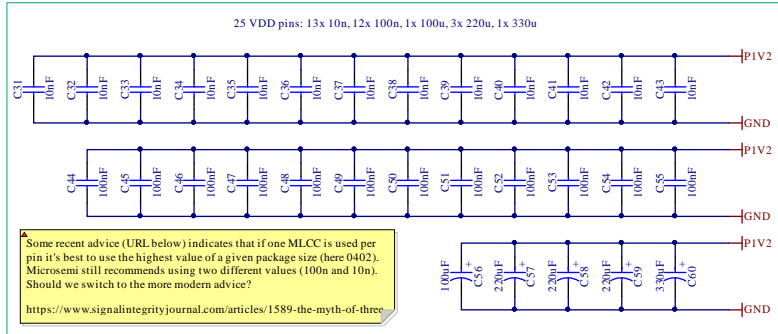 25 VDD pins: 13x 10n, 12x 100n, 1x 100u, 3x 220u, 1x 330u
P1V2
C31 10nF
C32 10nF
C33 10nF
C34 10nF
C35 10nF
C36 10nF
C37 10nF
C38 10nF
C39 10nF
C40 10nF
C41 10nF
C42 10nF
C43 10nF
GND
P1V2
C44 100nF
C45 100nF
C46 100nF
C47 100nF
C48 100nF
C49 100nF
C50 100nF
C51 100nF
C52 100nF
C53 100nF
C54 100nF
C55 100nF
GND
Some recent advice (URL below) indicates that if one MLCC is used per
pin it's best to use the highest value of a given package size (here 0402).
Microsemi still recommends using two different values (100n and 10n).
Should we switch to the more modern advice?
https://www.signalintegrityjournal.com/articles/1589-the-myth-of-three
P1V2
100uF + C56
220uF + C57
220uF + C58
220uF + C59
330uF + C60
GND